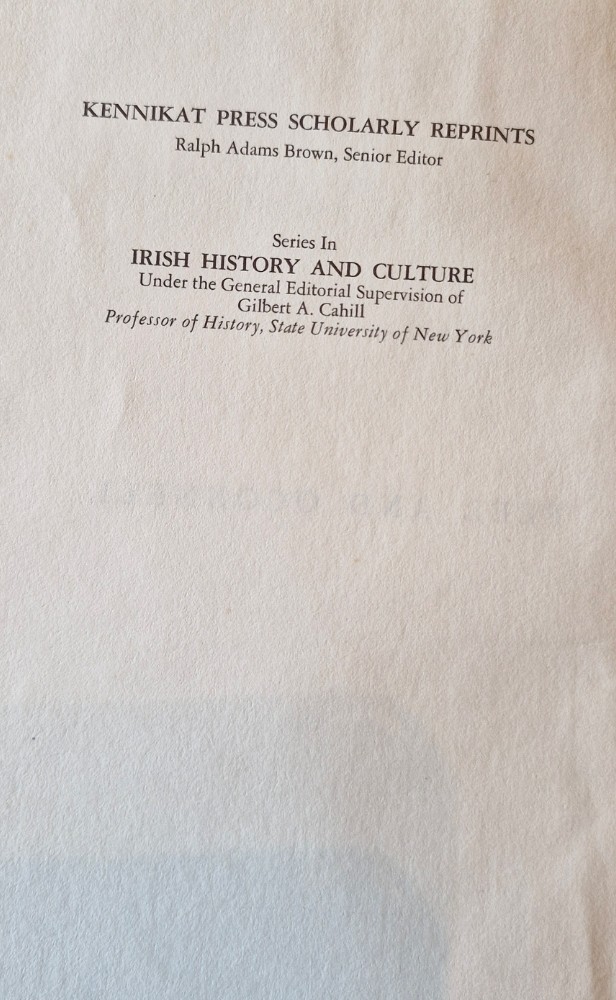 KENNIKAT PRESS SCHOLARLY REPRINTS
Ralph Adams Brown, Senior Editor
Series In
IRISH HISTORY AND CULTURE
Under the General Editorial Supervision of
Gilbert A. Cahill
Professor of History, State University of New York